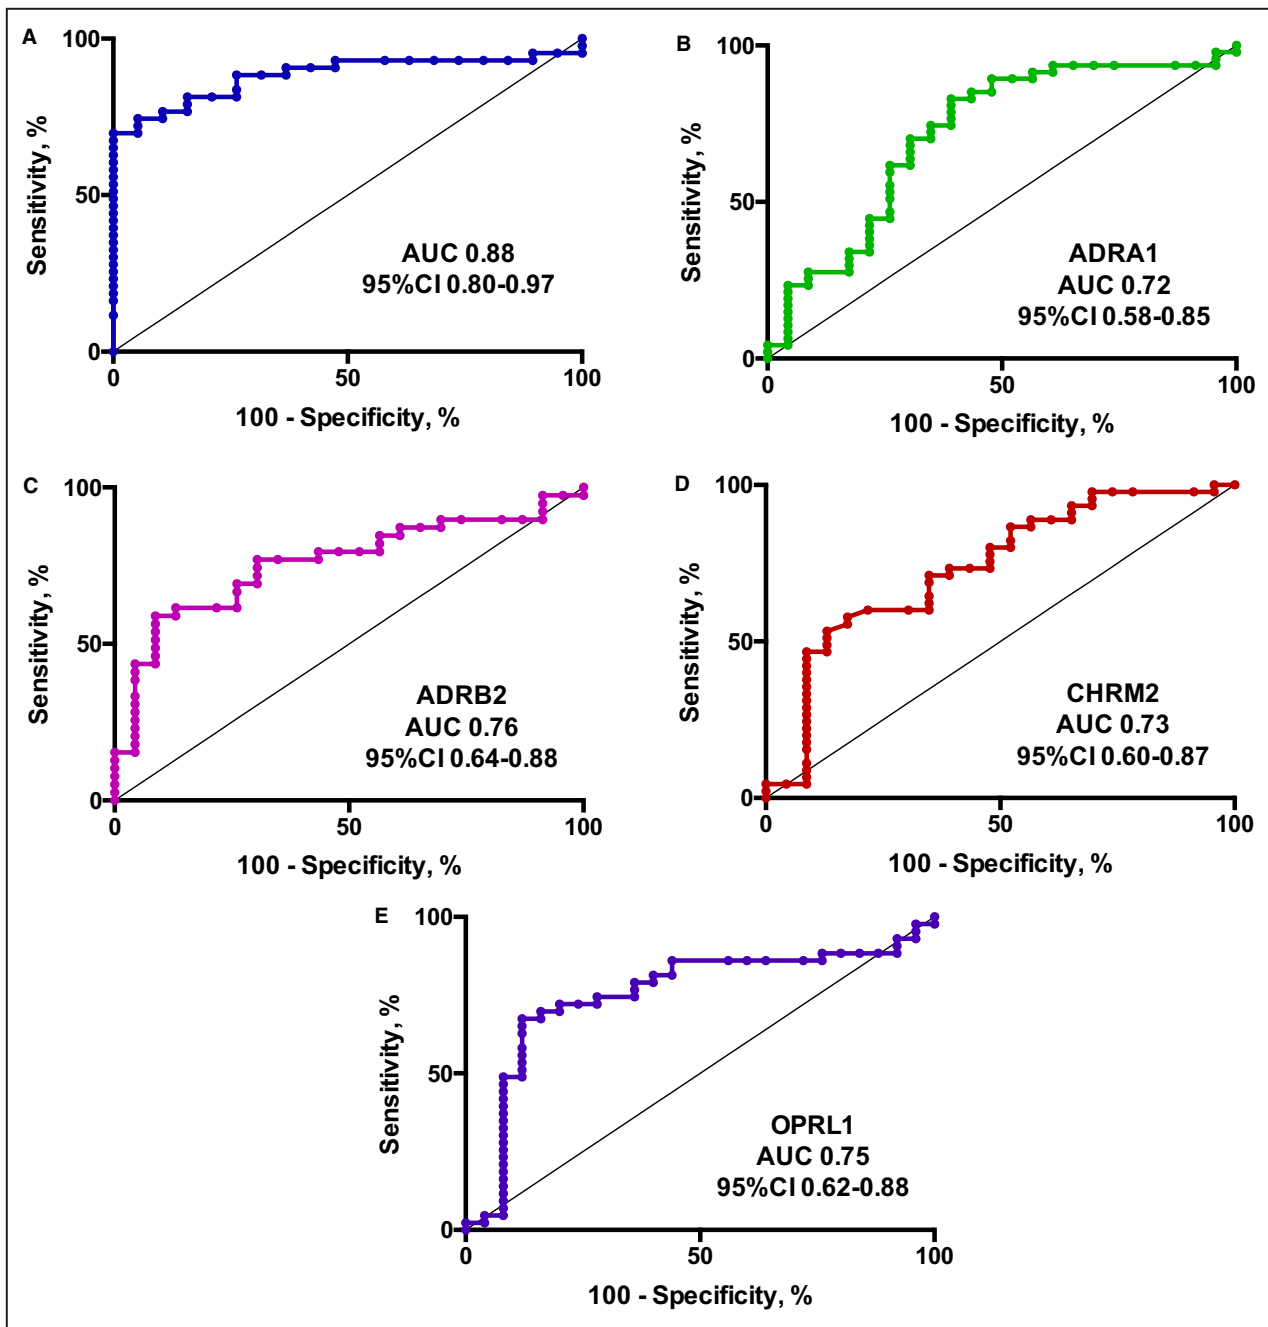 A
100
50
0
Sensitivity, %
AUC 0.88
95%CI 0.80-0.97
0
50
100
100 - Specificity, %
B
100
50
0
Sensitivity, %
ADRA1
AUC 0.72
95%CI 0.58-0.85
0
50
100
100 - Specificity, %
C
100
50
0
Sensitivity, %
ADRB2
AUC 0.76
95%CI 0.64-0.88
0
50
100
100 - Specificity, %
D
100
50
0
Sensitivity, %
CHRM2
AUC 0.73
95%CI 0.60-0.87
0
50
100
100 - Specificity, %
E
100
50
0
Sensitivity, %
OPRL1
AUC 0.75
95%CI 0.62-0.88
0
50
100
100 - Specificity, %